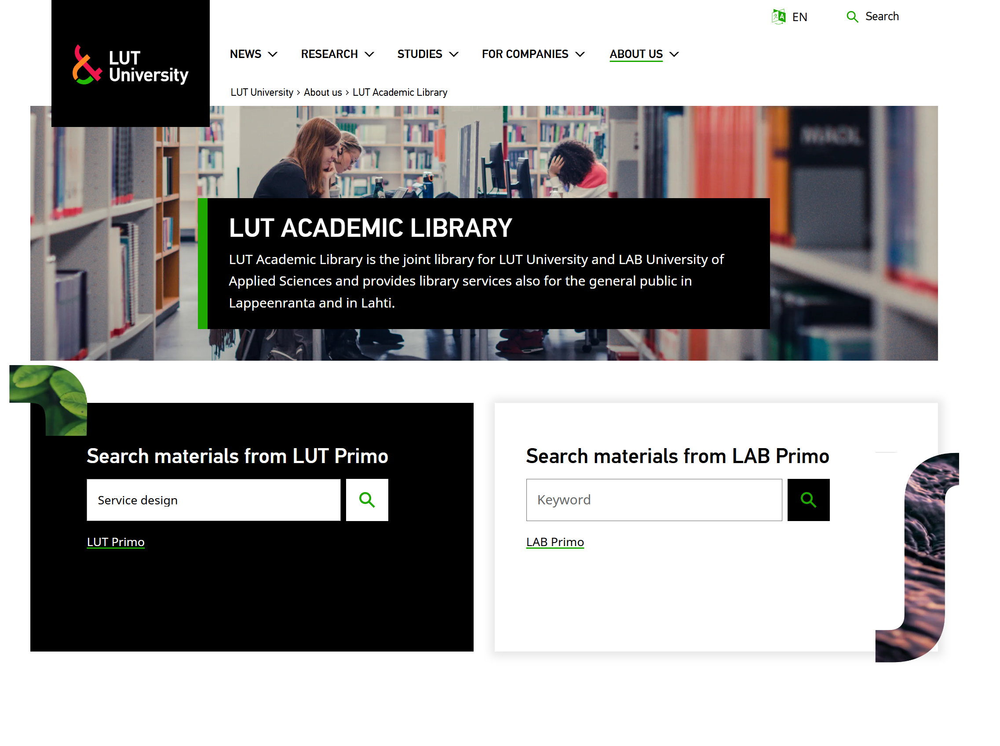 LUT
University
EN
Search
NEWS
RESEARCH
STUDIES
FOR COMPANIES
ABOUT US
LUT University › About us › LUT Academic Library
LUT ACADEMIC LIBRARY
LUT Academic Library is the joint library for LUT University and LAB University of
Applied Sciences and provides library services also for the general public in
Lappeenranta and in Lahti.
Search materials from LUT Primo
Service design
LUT Primo
Search materials from LAB Primo
Keyword
LAB Primo